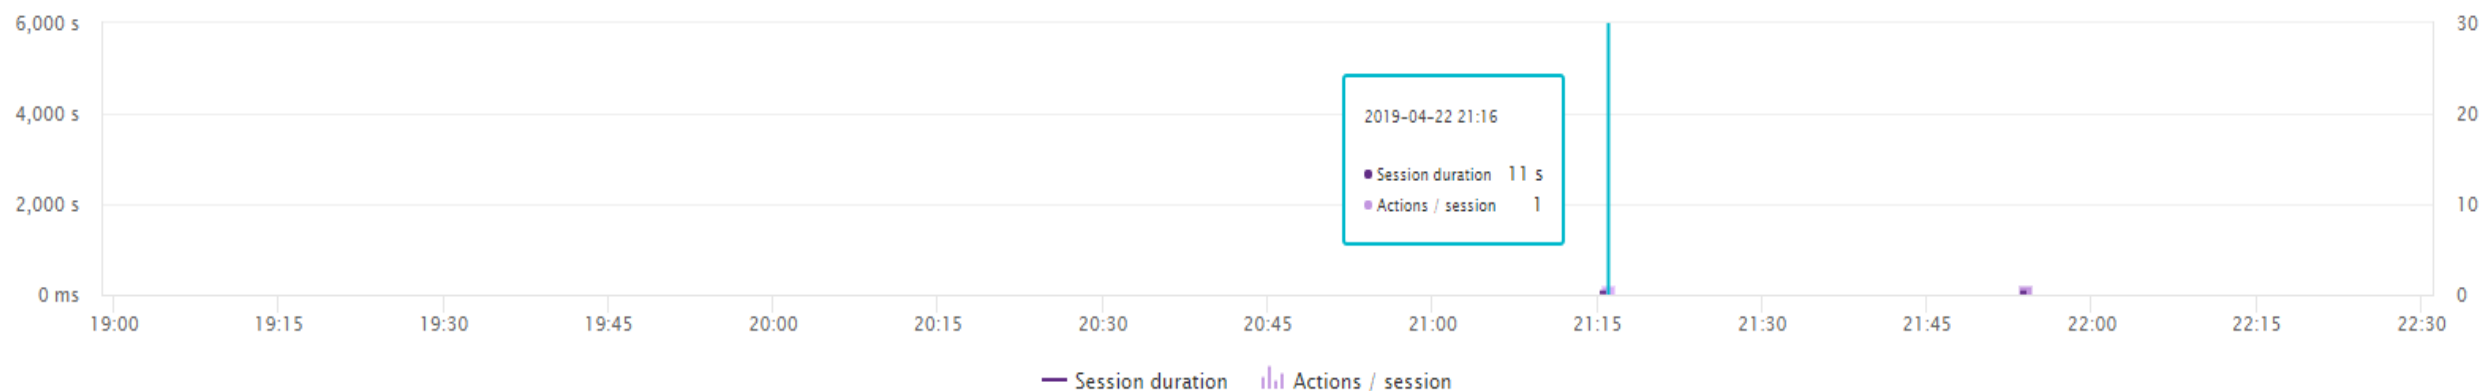 6,000 s 30
4,000 s 20
2,000 s 10
0 ms 0
2019-04-22 21:16
Session duration 11 s
Actions / session 1
19:00 19:15 19:30 19:45 20:00 20:15 20:30 20:45 21:00 21:15 21:30 21:45 22:00 22:15 22:30
Session duration Actions / session